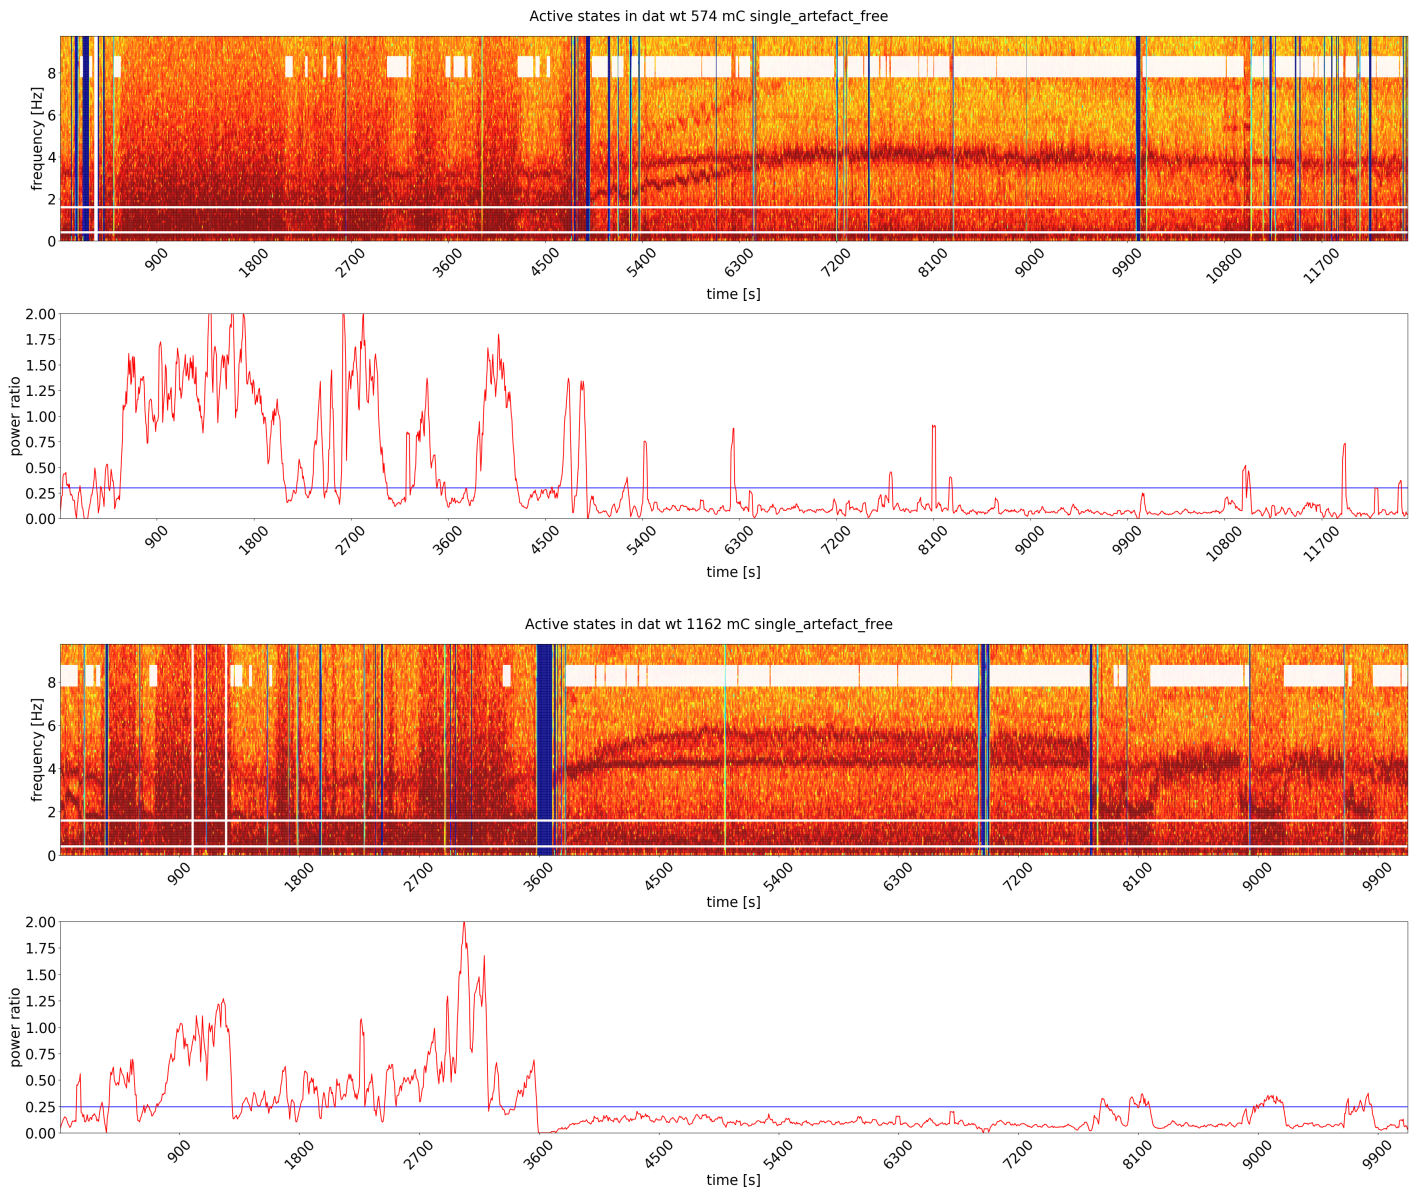 Active states in dat wt 574 mC single_artefact_free
8
6
4
2
0
frequency [Hz]
900 1800 2700 3600 4500 5400 6300 7200 8100 9000 9900 10800 11700
time [s]
2.00
1.75
1.50
1.25
1.00
0.75
0.50
0.25
0.00
power ratio
900 1800 2700 3600 4500 5400 6300 7200 8100 9000 9900 10800 11700
time [s]
Active states in dat wt 1162 mC single_artefact_free
8
6
4
2
0
frequency [Hz]
900 1800 2700 3600 4500 5400 6300 7200 8100 9000 9900
time [s]
2.00
1.75
1.50
1.25
1.00
0.75
0.50
0.25
0.00
power ratio
900 1800 2700 3600 4500 5400 6300 7200 8100 9000 9900
time [s]